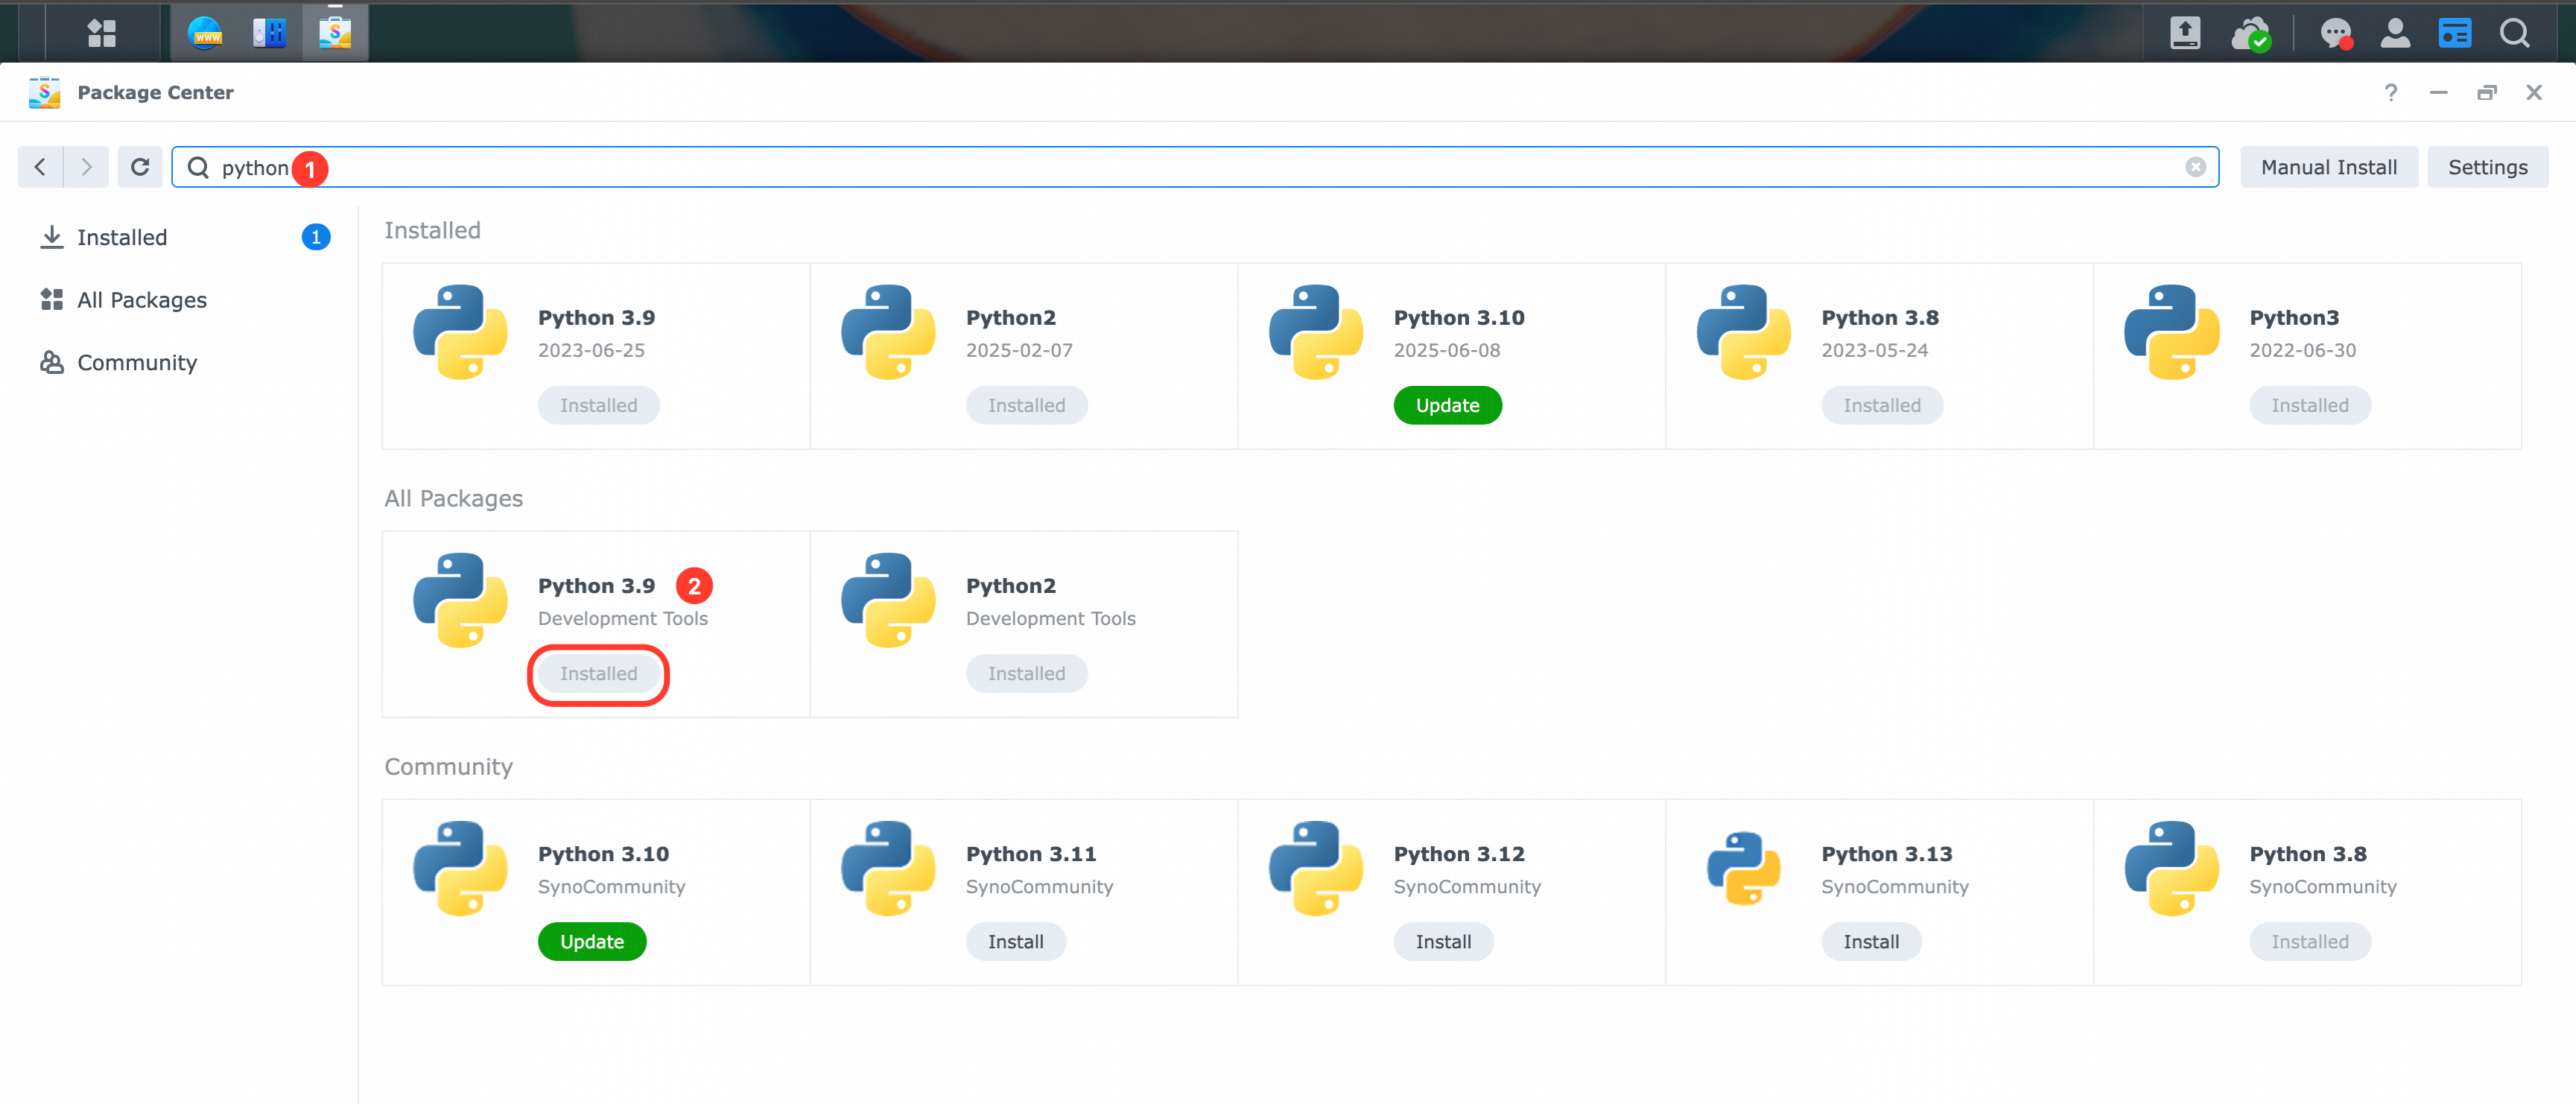 www
S
S Package Center ?
python 1 Manual Install Settings
Installed 1
All Packages
Community
Installed
Python 3.9
2023-06-25
Installed
Python2
2025-02-07
Installed
Python 3.10
2025-06-08
Update
Python 3.8
2023-05-24
Installed
Python3
2022-06-30
Installed
All Packages
Python 3.9 2
Development Tools
Installed
Python2
Development Tools
Installed
Community
Python 3.10
SynoCommunity
Update
Python 3.11
SynoCommunity
Install
Python 3.12
SynoCommunity
Install
Python 3.13
SynoCommunity
Install
Python 3.8
SynoCommunity
Installed